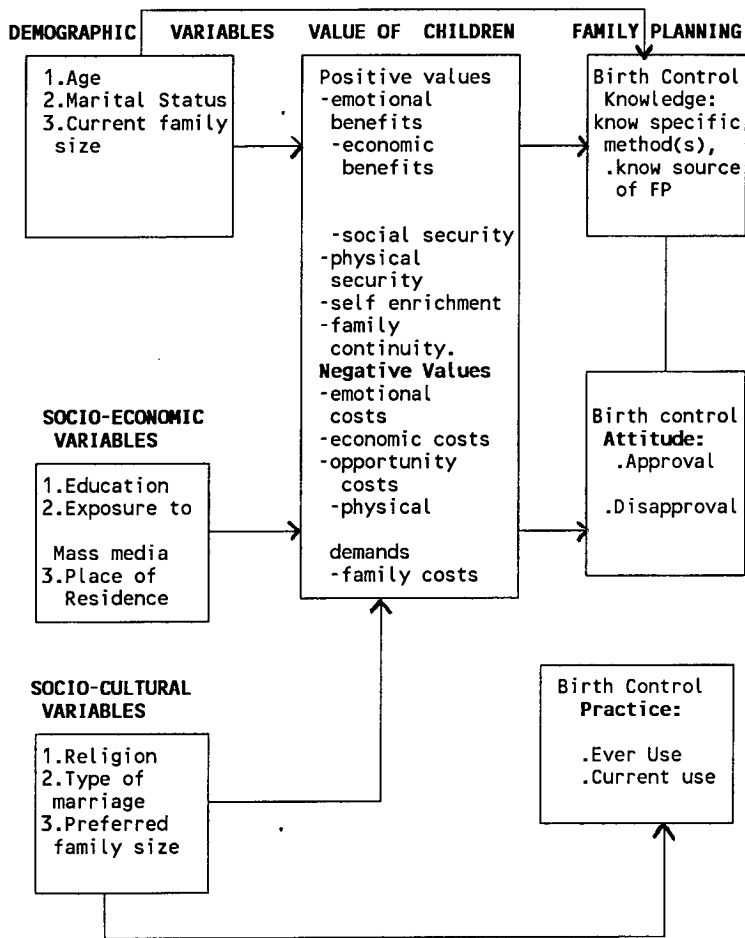 DEMOGRAPHIC VARIABLES VALUE OF CHILDREN FAMILY PLANNING
1.Age
2.Marital Status
3.Current family
size
Positive values
-emotional
benefits
-economic
benefits
-social security
-physical
security
-self enrichment
-family
continuity.
Negative Values
-emotional
costs
-economic costs
-opportunity
costs
-physical
demands
-family costs
Birth Control
Knowledge:
know specific
method(s),
.know source
of FP
SOCIO-ECONOMIC
VARIABLES
1.Education
2.Exposure to
Mass media
3.Place of
Residence
Birth control
Attitude:
.Approval
.Disapproval
SOCIO-CULTURAL
VARIABLES
1.Religion
2.Type of
marriage
3.Preferred
family size
Birth Control
Practice:
.Ever Use
.Current use